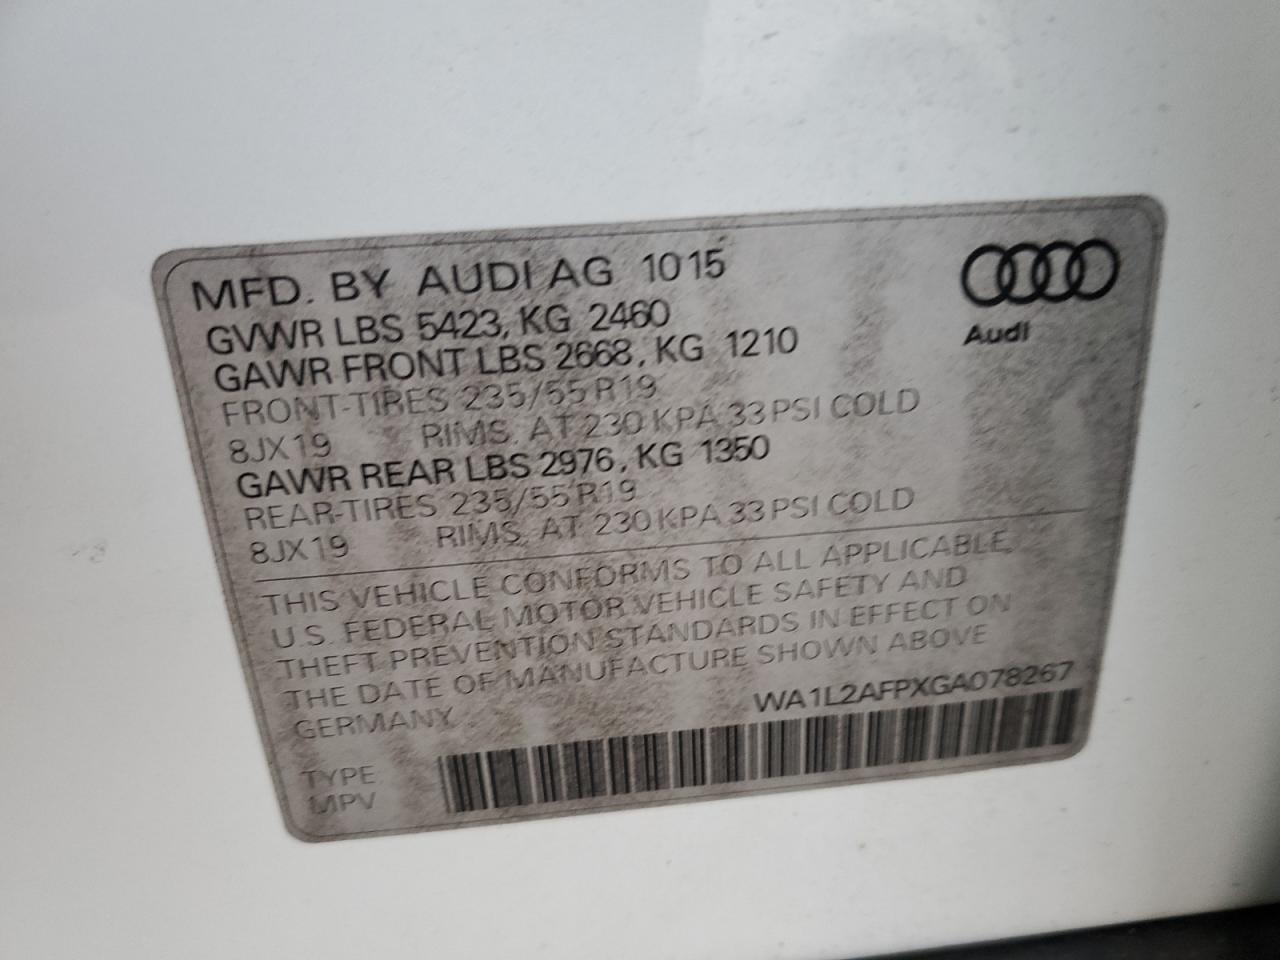 MFD. BY AUDI AG 10 15
GVWR LBS 5423, KG 2460
GAWR FRONT LBS 2668, KG 1210
FRONT-TIRES 235/55 R19
8JX19 RIMS, AT 230 KPA 33 PSI COLD
GAWR REAR LBS 2976, KG 1350
REAR-TIRES 235/55 R19
8JX19 RIMS, AT 230 KPA 33 PSI COLD
Audi
THIS VEHICLE CONFORMS TO ALL APPLICABLE
U.S. FEDERAL MOTOR VEHICLE SAFETY AND
THEFT PREVENTION STANDARDS IN EFFECT ON
THE DATE OF MANUFACTURE SHOWN ABOVE
GERMANY
WA1L2AFPXGA078267
TYPE
MPV